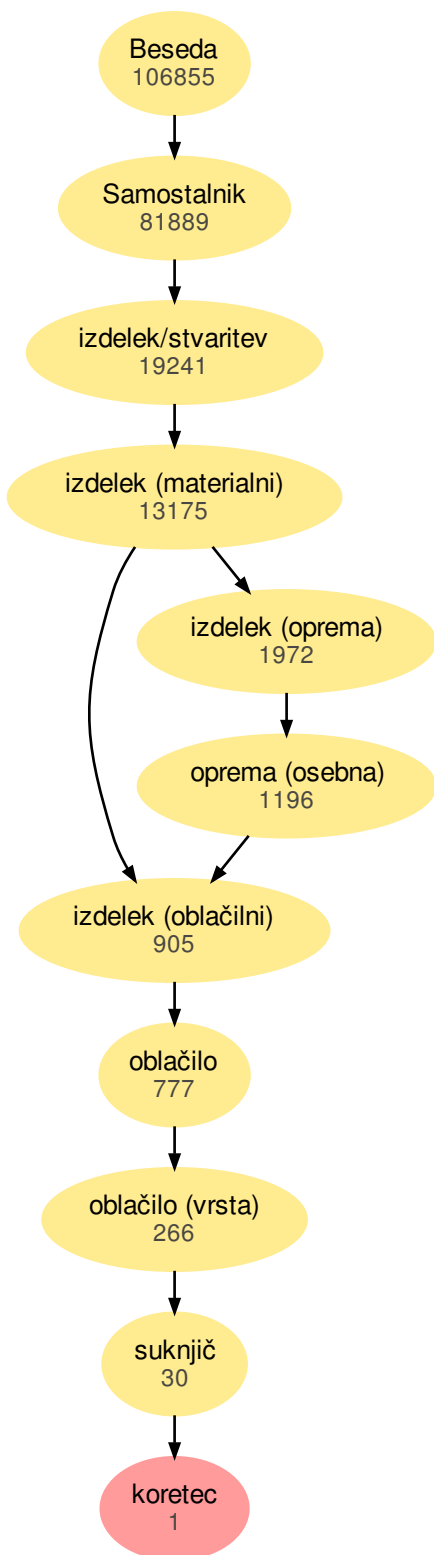 Beseda
106855
Samostalnik
81889
izdelek/stvaritev
19241
izdelek (materialni)
13175
izdelek (oprema)
1972
oprema (osebna)
1196
izdelek (oblačilni)
905
oblačilo
777
oblačilo (vrsta)
266
suknjič
30
koretec
1